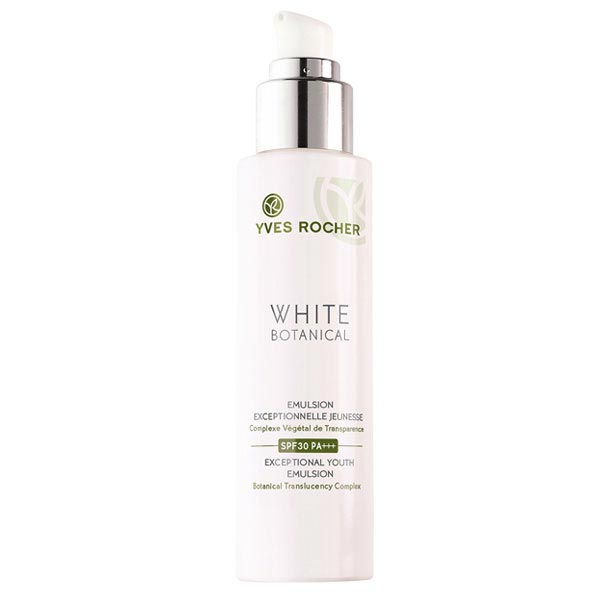 YVES ROCHER
WHITE
BOTANICAL
EMULSION
EXCEPTIONNELLE JEUNESSE
Complexe Végétal de Transparence
SPF30 PA+++
EXCEPTIONAL YOUTH
EMULSION
Botanical Translucency Complex